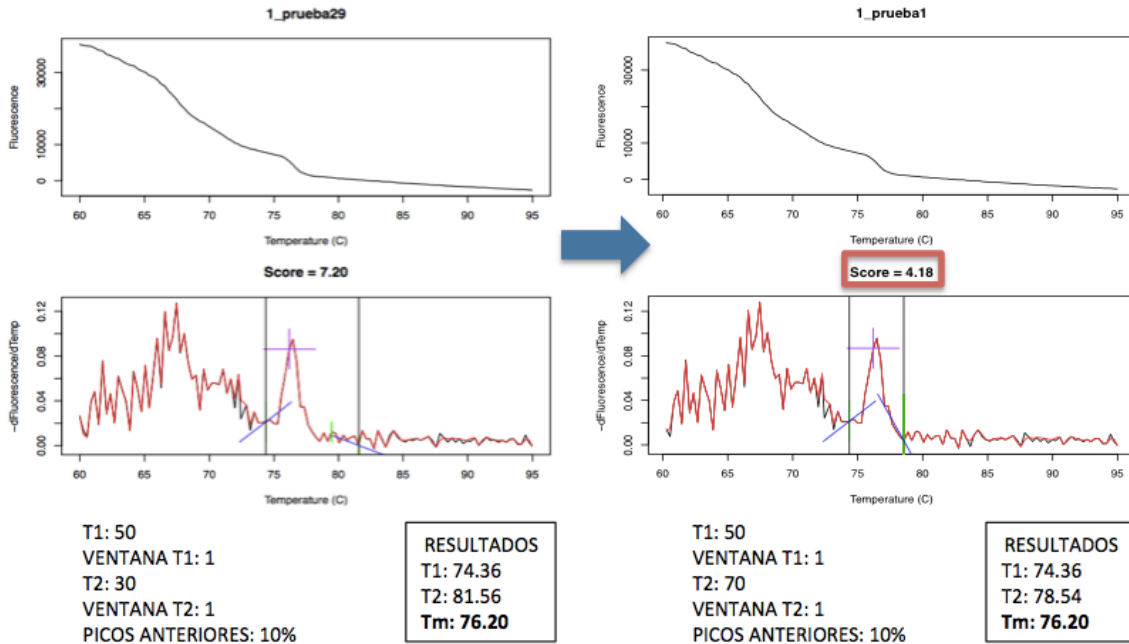 1_prueba29
Fluorescence
30000
10000
0
60 65 70 75 80 85 90 95
Temperature (C)
Score = 7.20
-dFluorescence/dTemp
0.12
0.08
0.04
0.00
60 65 70 75 80 85 90 95
Temperature (C)
T1: 50
VENTANA T1: 1
T2: 30
VENTANA T2: 1
PICOS ANTERIORES: 10%
RESULTADOS
T1: 74.36
T2: 81.56
Tm: 76.20
1_prueba1
Fluorescence
30000
10000
0
60 65 70 75 80 85 90 95
Temperature (C)
Score = 4.18
-dFluorescence/dTemp
0.12
0.08
0.04
0.00
60 65 70 75 80 85 90 95
Temperature (C)
T1: 50
VENTANA T1: 1
T2: 70
VENTANA T2: 1
PICOS ANTERIORES: 10%
RESULTADOS
T1: 74.36
T2: 78.54
Tm: 76.20